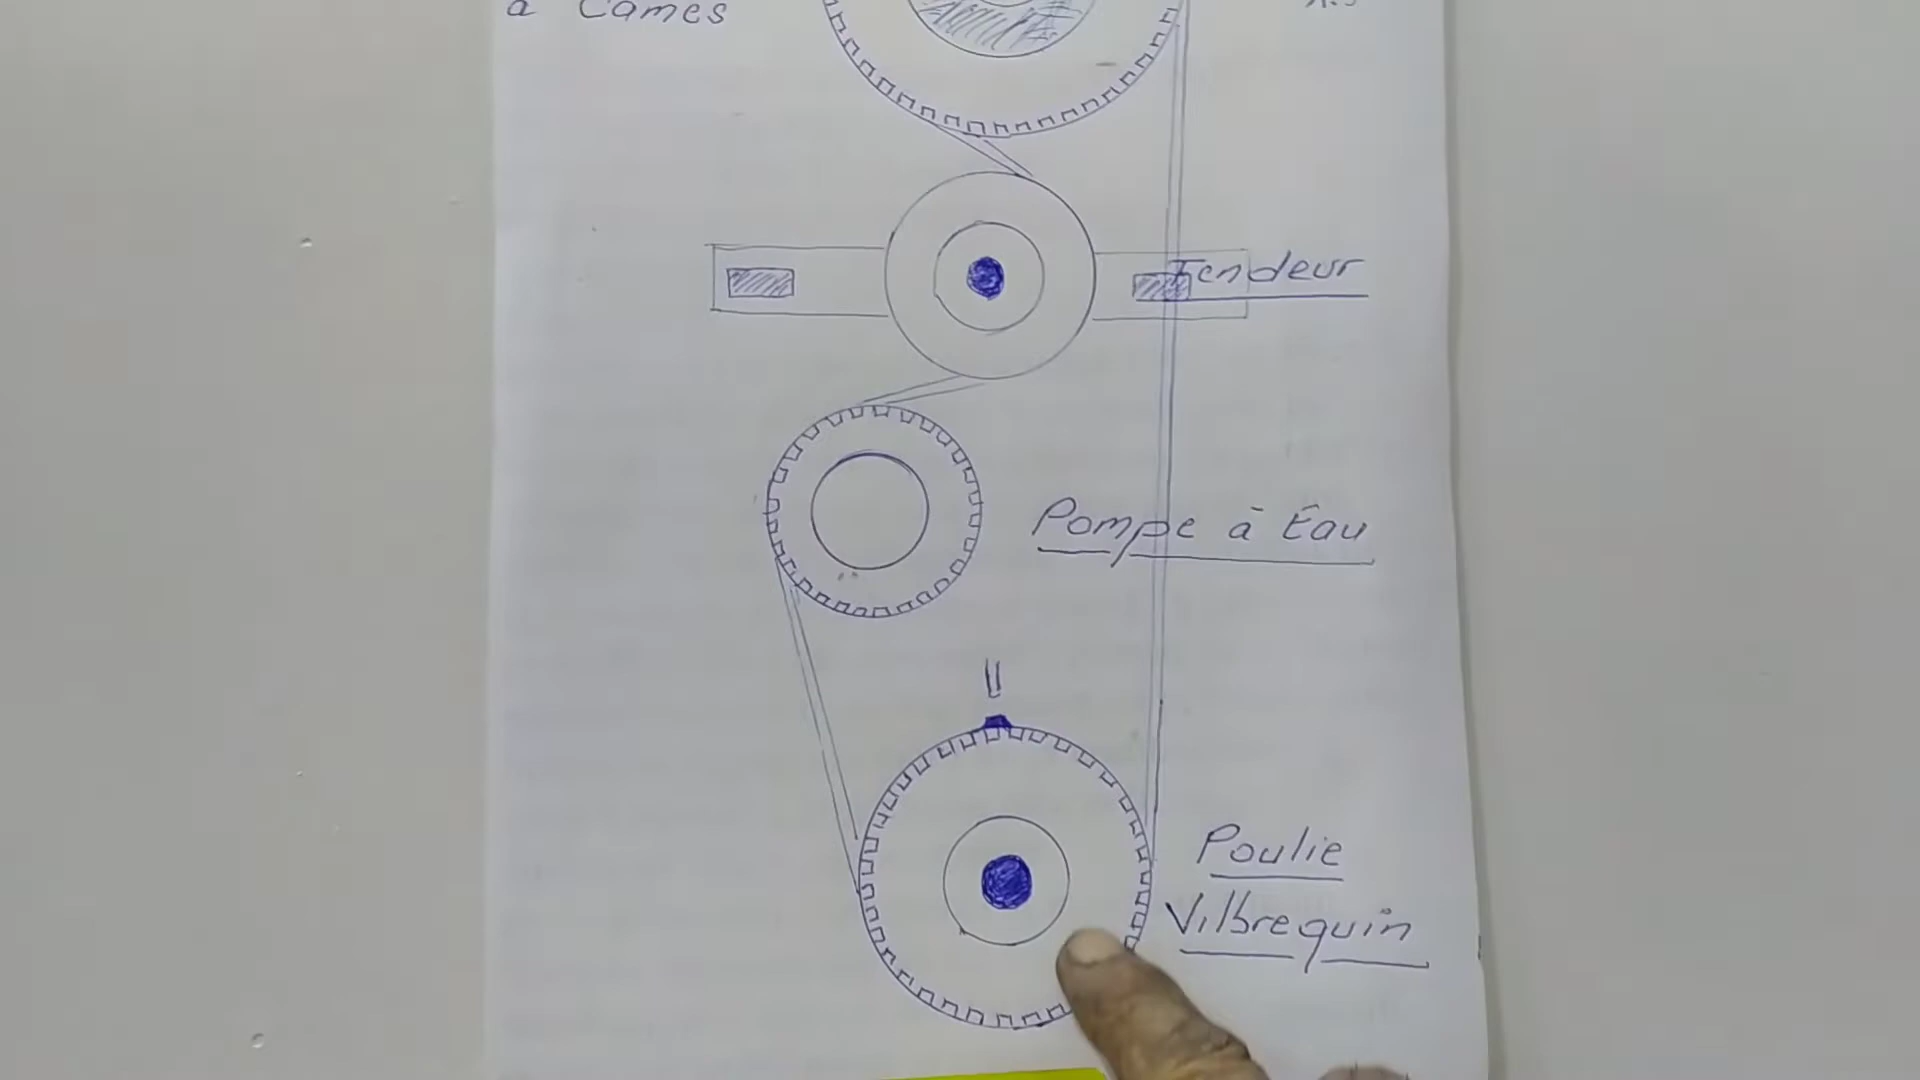 à Cames
Tendeur
Pompe à Eau
Poulie
Vilbrequin